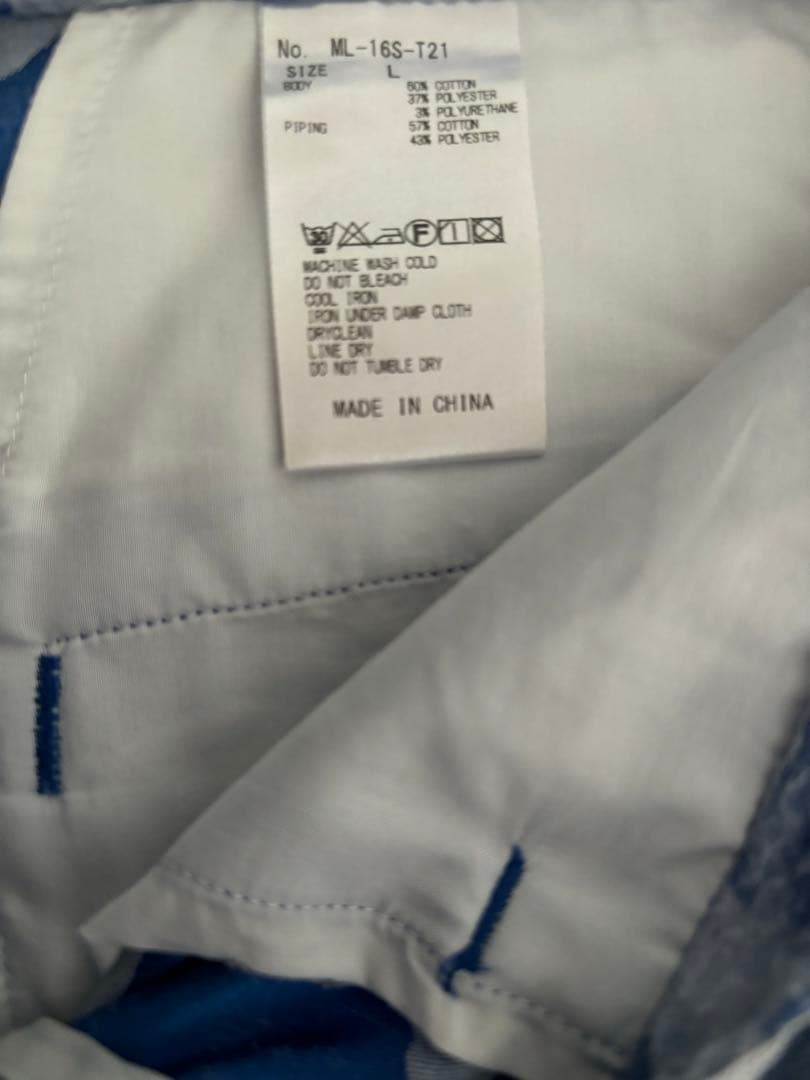 No. ML-16S-T21
SIZE L
BODY 60% COTTON
37% POLYESTER
3% POLYURETHANE
PIPING 57% COTTON
43% POLYESTER
30 F
MACHINE WASH COLD
DO NOT BLEACH
COOL IRON
IRON UNDER DAMP CLOTH
DRYCLEAN
LINE DRY
DO NOT TUMBLE DRY
MADE IN CHINA